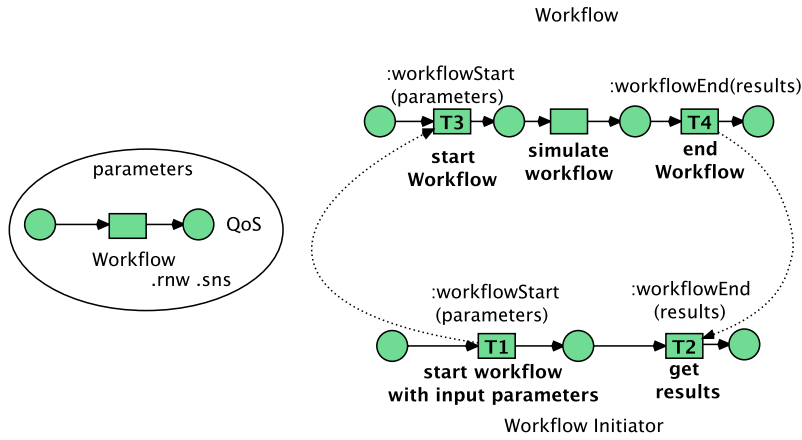 Workflow
:workflowStart
(parameters)
:workflowEnd(results)
T3
T4
start
Workflow
simulate
workflow
end
Workflow
parameters
QoS
Workflow
.rnw .sns
:workflowStart
(parameters)
:workflowEnd
(results)
T1
T2
start workflow
with input parameters
get
results
Workflow Initiator